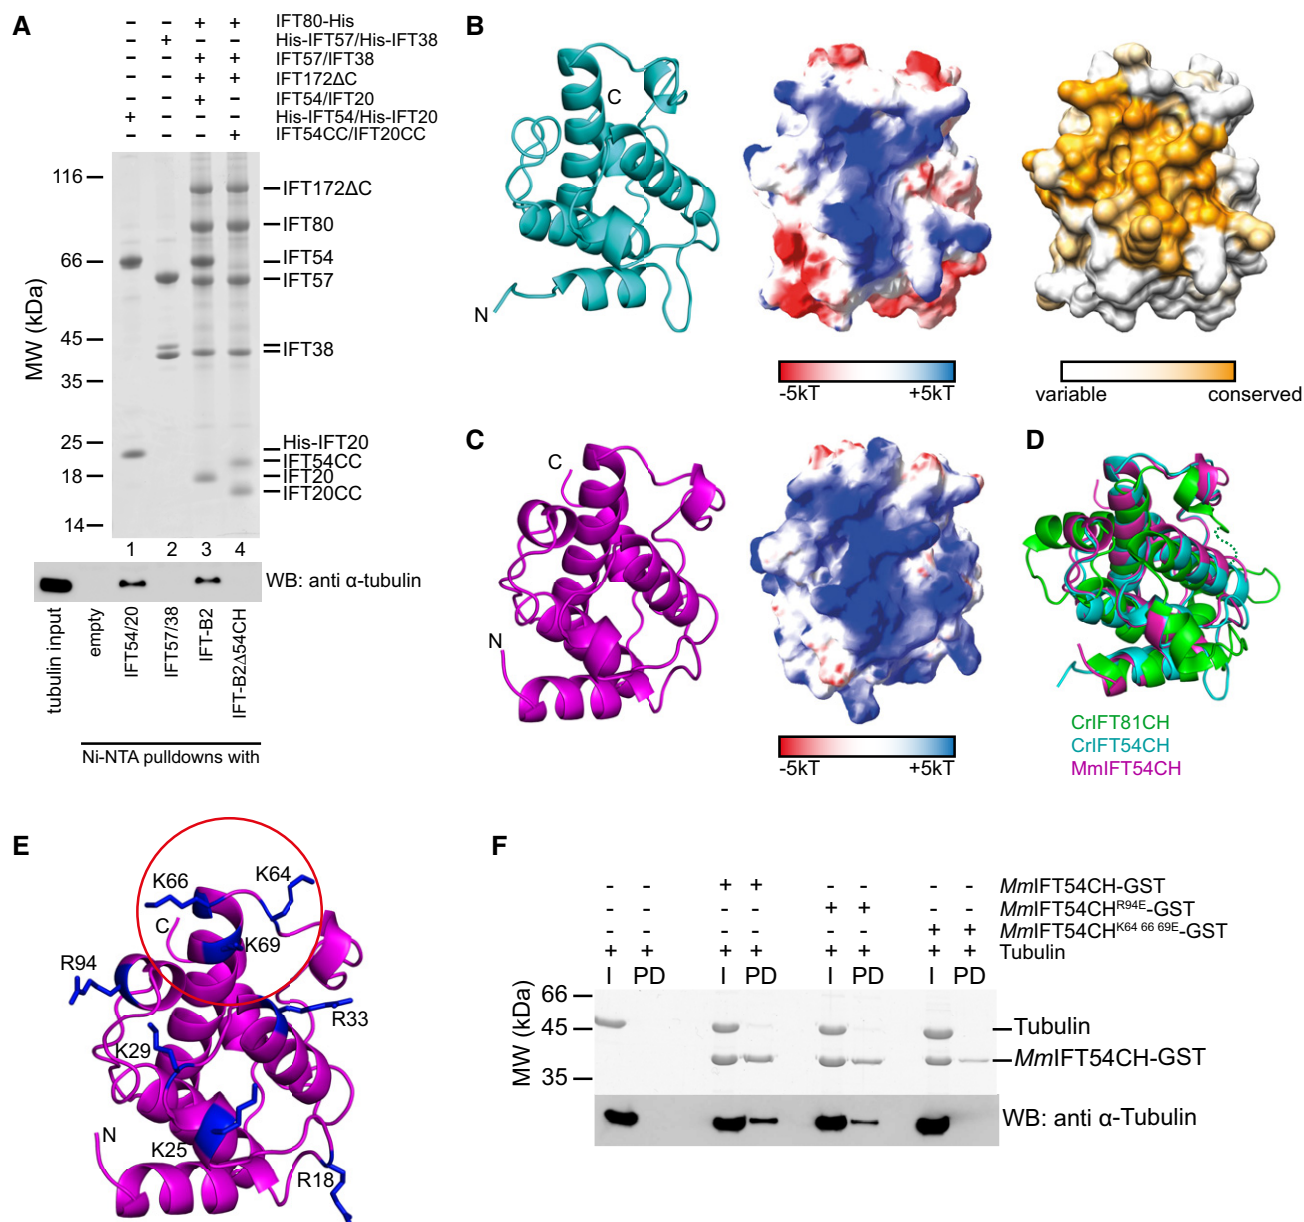 A
– – + + IFT80-His
– + – – His-IFT57/His-IFT38
– – + + IFT57/IFT38
– – + + IFT172ΔC
– – + – IFT54/IFT20
+ – – – His-IFT54/His-IFT20
– – – + IFT54CC/IFT20CC
MW (kDa)
116
66
45
35
25
18
14
IFT172ΔC
IFT80
IFT54
IFT57
IFT38
His-IFT20
IFT54CC
IFT20
IFT20CC
1 2 3 4
WB: anti α-tubulin
tubulin input
empty
IFT54/20
IFT57/38
IFT-B2
IFT-B2Δ54CH
Ni-NTA pulldowns with
B
C
N
-5kT +5kT
variable conserved
C
C
N
-5kT +5kT
D
CrIFT81CH
CrIFT54CH
MmIFT54CH
E
K66
K64
C
K69
R94
R33
K29
N
K25
R18
F
- - + + - - - - MmIFT54CH-GST
- - - - + + - - MmIFT54CHR94E-GST
- - - - - - + + MmIFT54CHK64 66 69E-GST
+ + + + + + + + Tubulin
I PD I PD I PD I PD
MW (kDa)
66
45
35
Tubulin
MmIFT54CH-GST
WB: anti α-Tubulin